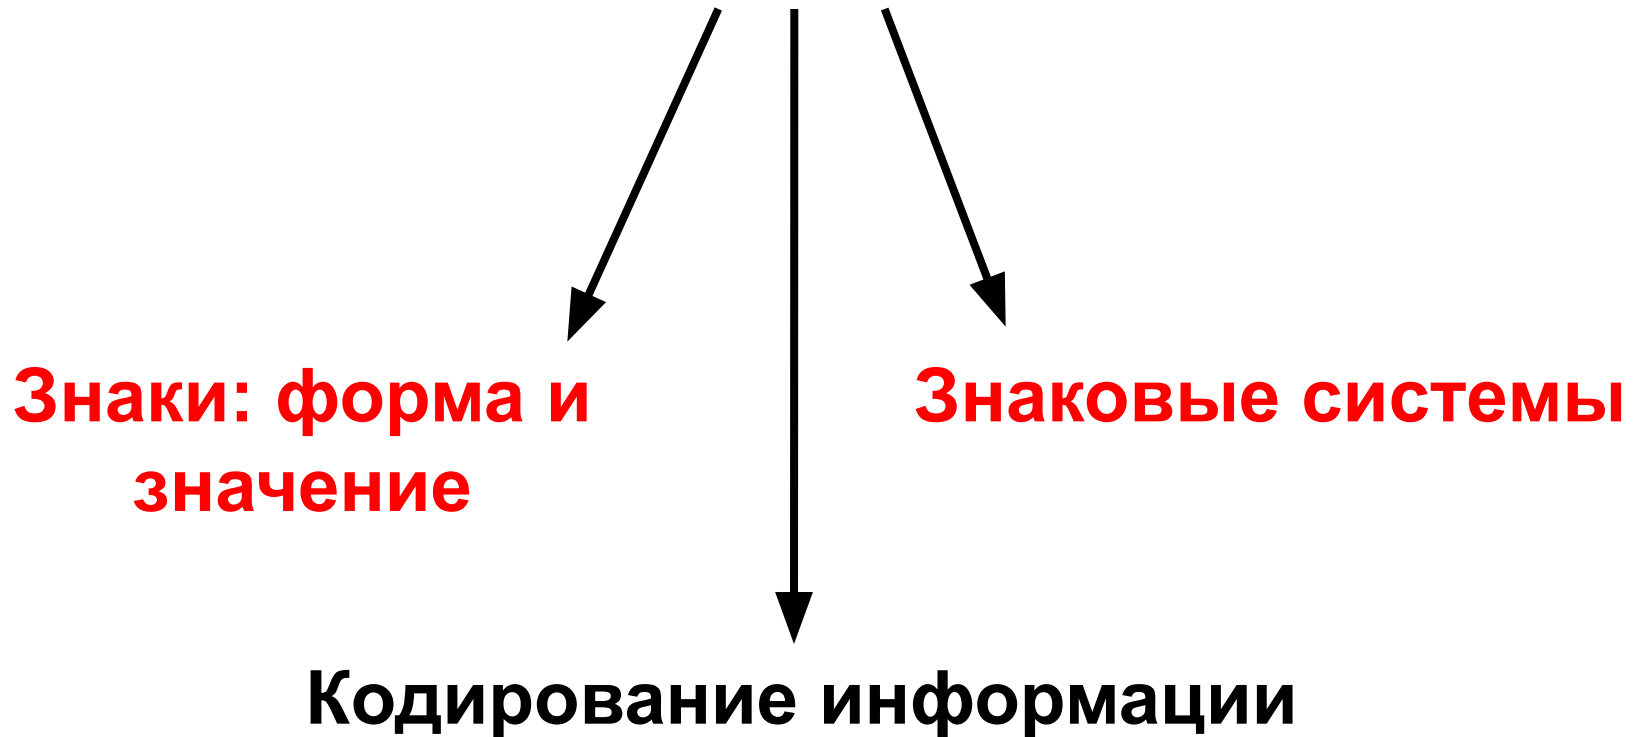 Знаки: форма и
значение
Знаковые системы
Кодирование информации